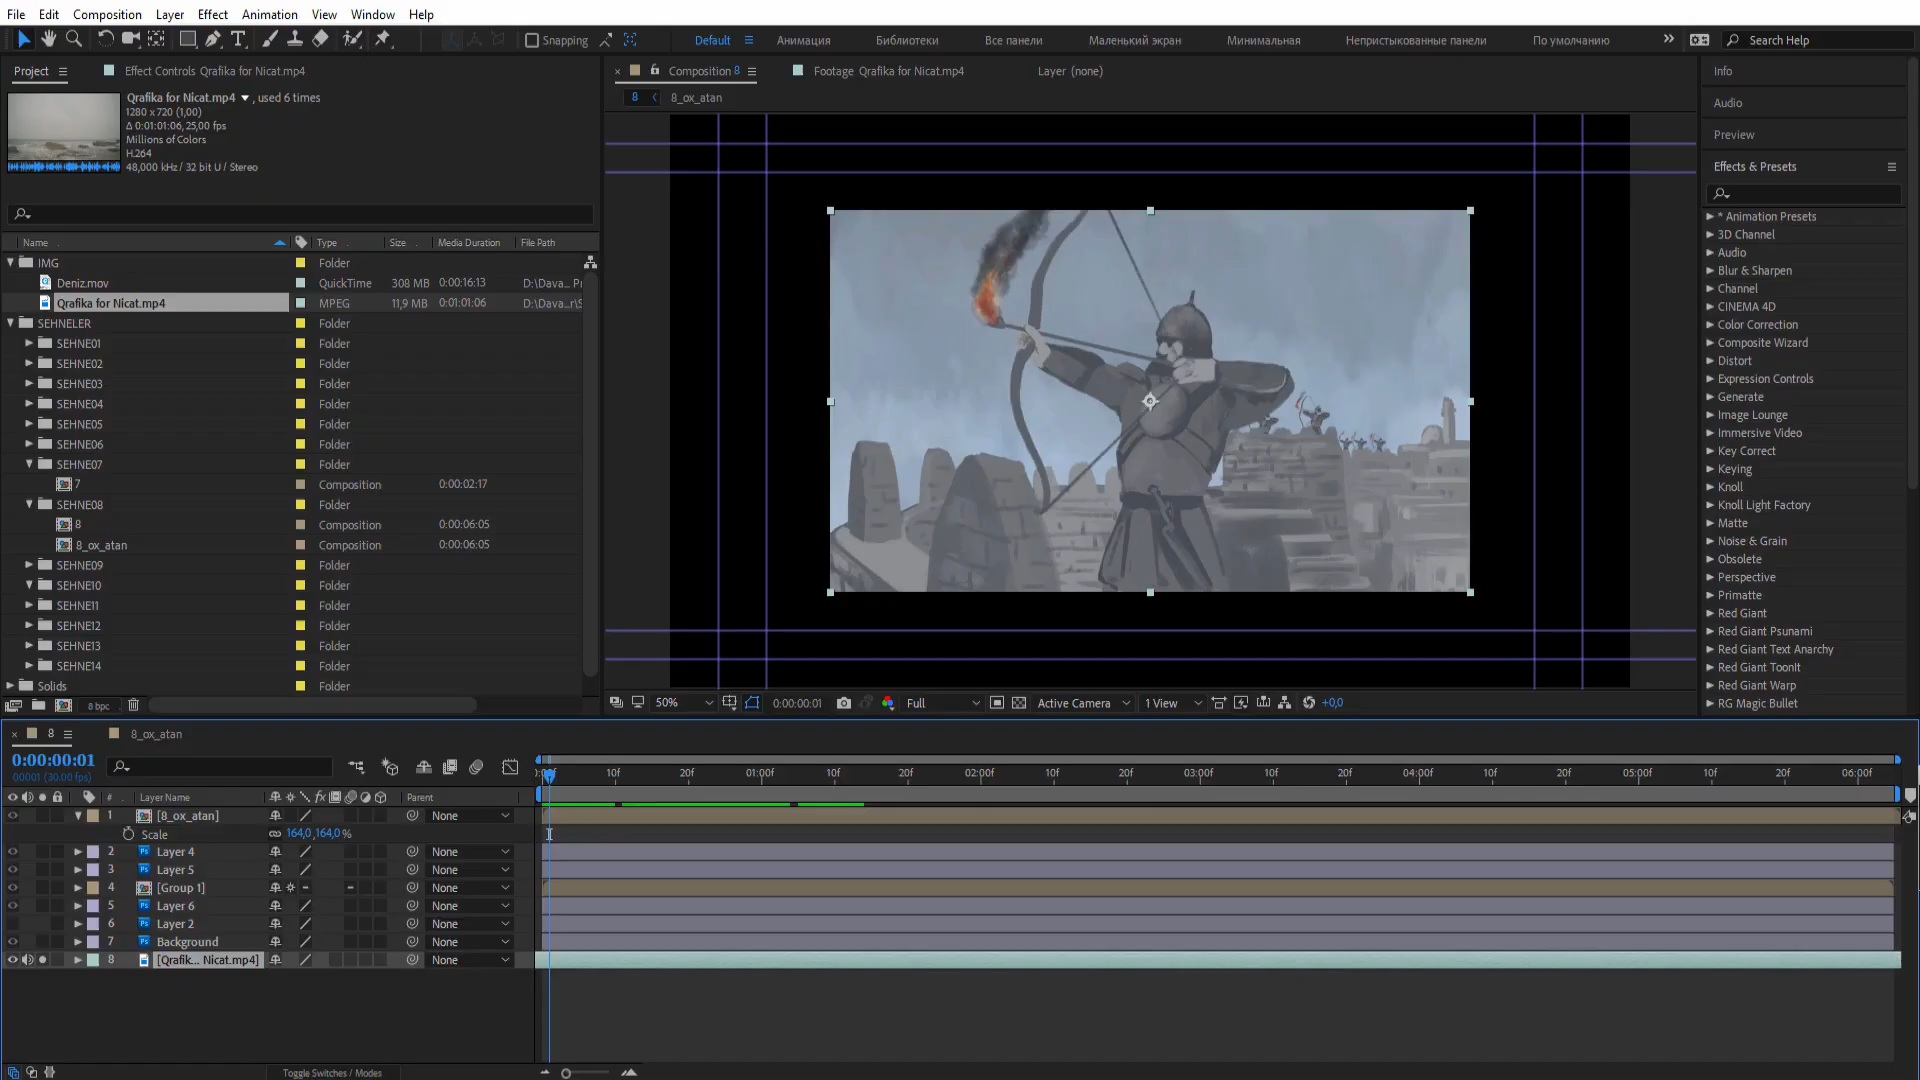 File Edit Composition Layer Effect Animation View Window Help
Snapping Default Анимация Библиотеки Все панели Маленький экран Минимальная Непристыкованные панели По умолчанию Search Help
Project Effect Controls Qrafika for Nicat.mp4
Composition 8 Footage Qrafika for Nicat.mp4 Layer (none)
8 8_ox_atan
Qrafika for Nicat.mp4 , used 6 times
1280 x 720 (1,00)
Δ 0:01:01:06, 25,00 fps
Millions of Colors
H.264
48,000 kHz / 32 bit U / Stereo
Name Type Size Media Duration File Path
IMG Folder
Deniz.mov QuickTime 308 MB 0:00:16:13 D:\Dava... Pr
Qrafika for Nicat.mp4 MPEG 11,9 MB 0:01:01:06 D:\Dava...r\S
SEHNELER Folder
SEHNE01 Folder
SEHNE02 Folder
SEHNE03 Folder
SEHNE04 Folder
SEHNE05 Folder
SEHNE06 Folder
SEHNE07 Folder
7 Composition 0:00:02:17
SEHNE08 Folder
8 Composition 0:00:06:05
8_ox_atan Composition 0:00:06:05
SEHNE09 Folder
SEHNE10 Folder
SEHNE11 Folder
SEHNE12 Folder
SEHNE13 Folder
SEHNE14 Folder
Solids Folder
8 bpc
50% 0:00:00:01 Full Active Camera 1 View +0,0
Info
Audio
Preview
Effects & Presets
* Animation Presets
3D Channel
Audio
Blur & Sharpen
Channel
CINEMA 4D
Color Correction
Composite Wizard
Distort
Expression Controls
Generate
Image Lounge
Immersive Video
Key Correct
Keying
Knoll
Knoll Light Factory
Matte
Noise & Grain
Obsolete
Perspective
Primatte
Red Giant
Red Giant Psunami
Red Giant Text Anarchy
Red Giant ToonIt
Red Giant Warp
RG Magic Bullet
8 8_ox_atan
0:00:00:01
00001 (30.00 fps)
10f 20f 01:00f 10f 20f 02:00f 10f 20f 03:00f 10f 20f 04:00f 10f 20f 05:00f 10f 20f 06:00f
# Layer Name fx Parent
1 [8_ox_atan] None
Scale 164,0,164,0%
2 Layer 4 None
3 Layer 5 None
4 [Group 1] None
5 Layer 6 None
6 Layer 2 None
7 Background None
8 [Qrafik... Nicat.mp4] None
Toggle Switches / Modes